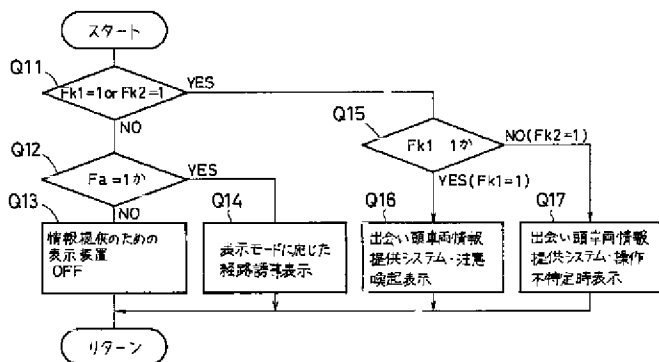 スタート
Q11
Fk1=1 or Fk2=1
YES
NO
Q12
Fa=1か
YES
NO
Q13
情報提供のための
表示装置
OFF
Q14
表示モードに応じた
経路誘導表示
Q15
Fk1 1か
NO(Fk2=1)
YES(Fk1=1)
Q16
出会い頭車両情報
提供システム・注意
喚起表示
Q17
出会い頭車両情報
提供システム・操作
不特定時表示
リターン